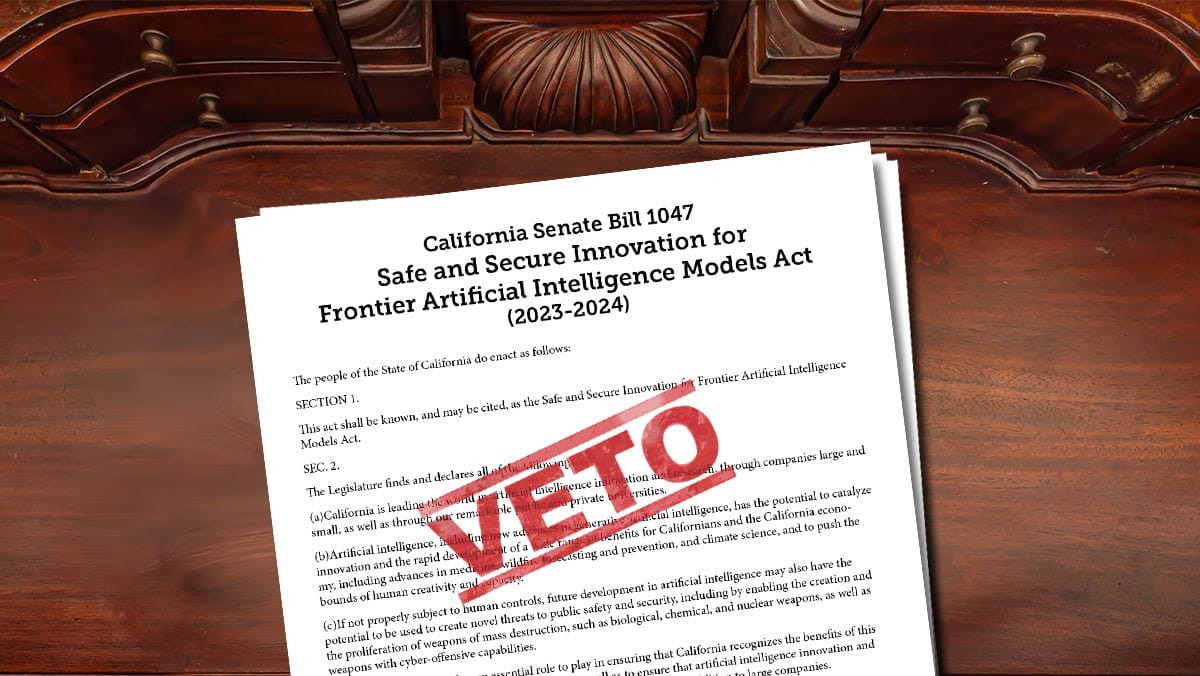 California Senate Bill 1047
Safe and Secure Innovation for
Frontier Artificial Intelligence Models Act
(2023-2024)
The people of the State of California do enact as follows:
SECTION 1.
This act shall be known, and may be cited, as the Safe and Secure Innovation for Frontier Artificial Intelligence
Models Act.
SEC. 2.
The Legislature finds and declares all of the following:
(a)California is leading the world in artificial intelligence innovation and research, through companies large and
small, as well as through our remarkable public and private universities.
(b)Artificial intelligence, including new advances in generative artificial intelligence, has the potential to catalyze
innovation and the rapid development of a wide range of benefits for Californians and the California econo-
my, including advances in medicine, wildfire forecasting and prevention, and climate science, and to push the
bounds of human creativity and capacity.
(c)If not properly subject to human controls, future development in artificial intelligence may also have the
potential to be used to create novel threats to public safety and security, including by enabling the creation and
the proliferation of weapons of mass destruction, such as biological, chemical, and nuclear weapons, as well as
weapons with cyber-offensive capabilities.
essential role to play in ensuring that California recognizes the benefits of this
to ensure that artificial intelligence innovation and
to large companies.
VETO